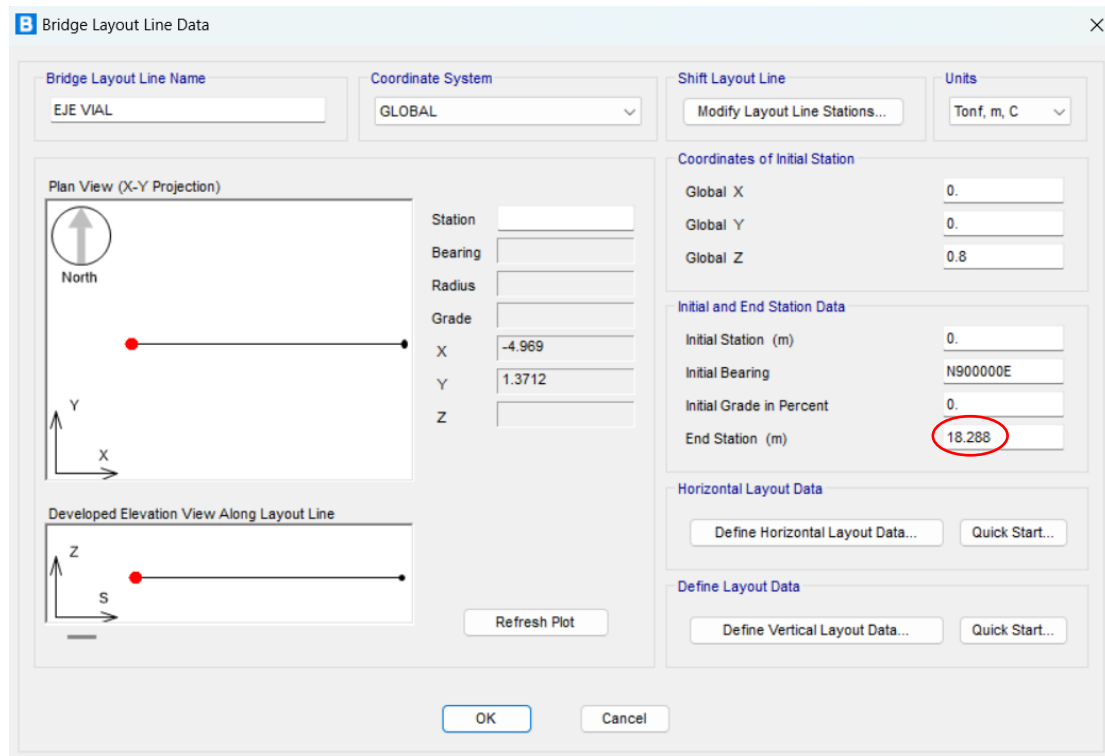 B Bridge Layout Line Data
Bridge Layout Line Name
EJE VIAL
Coordinate System
GLOBAL
Shift Layout Line
Modify Layout Line Stations...
Units
Tonf, m, C
Plan View (X-Y Projection)
North
Y
X
Station
Bearing
Radius
Grade
X -4.969
Y 1.3712
Z
Coordinates of Initial Station
Global X 0.
Global Y 0.
Global Z 0.8
Initial and End Station Data
Initial Station (m) 0.
Initial Bearing N900000E
Initial Grade in Percent 0.
End Station (m) 18.288
Developed Elevation View Along Layout Line
Z
S
Refresh Plot
Horizontal Layout Data
Define Horizontal Layout Data... Quick Start...
Define Layout Data
Define Vertical Layout Data... Quick Start...
OK Cancel